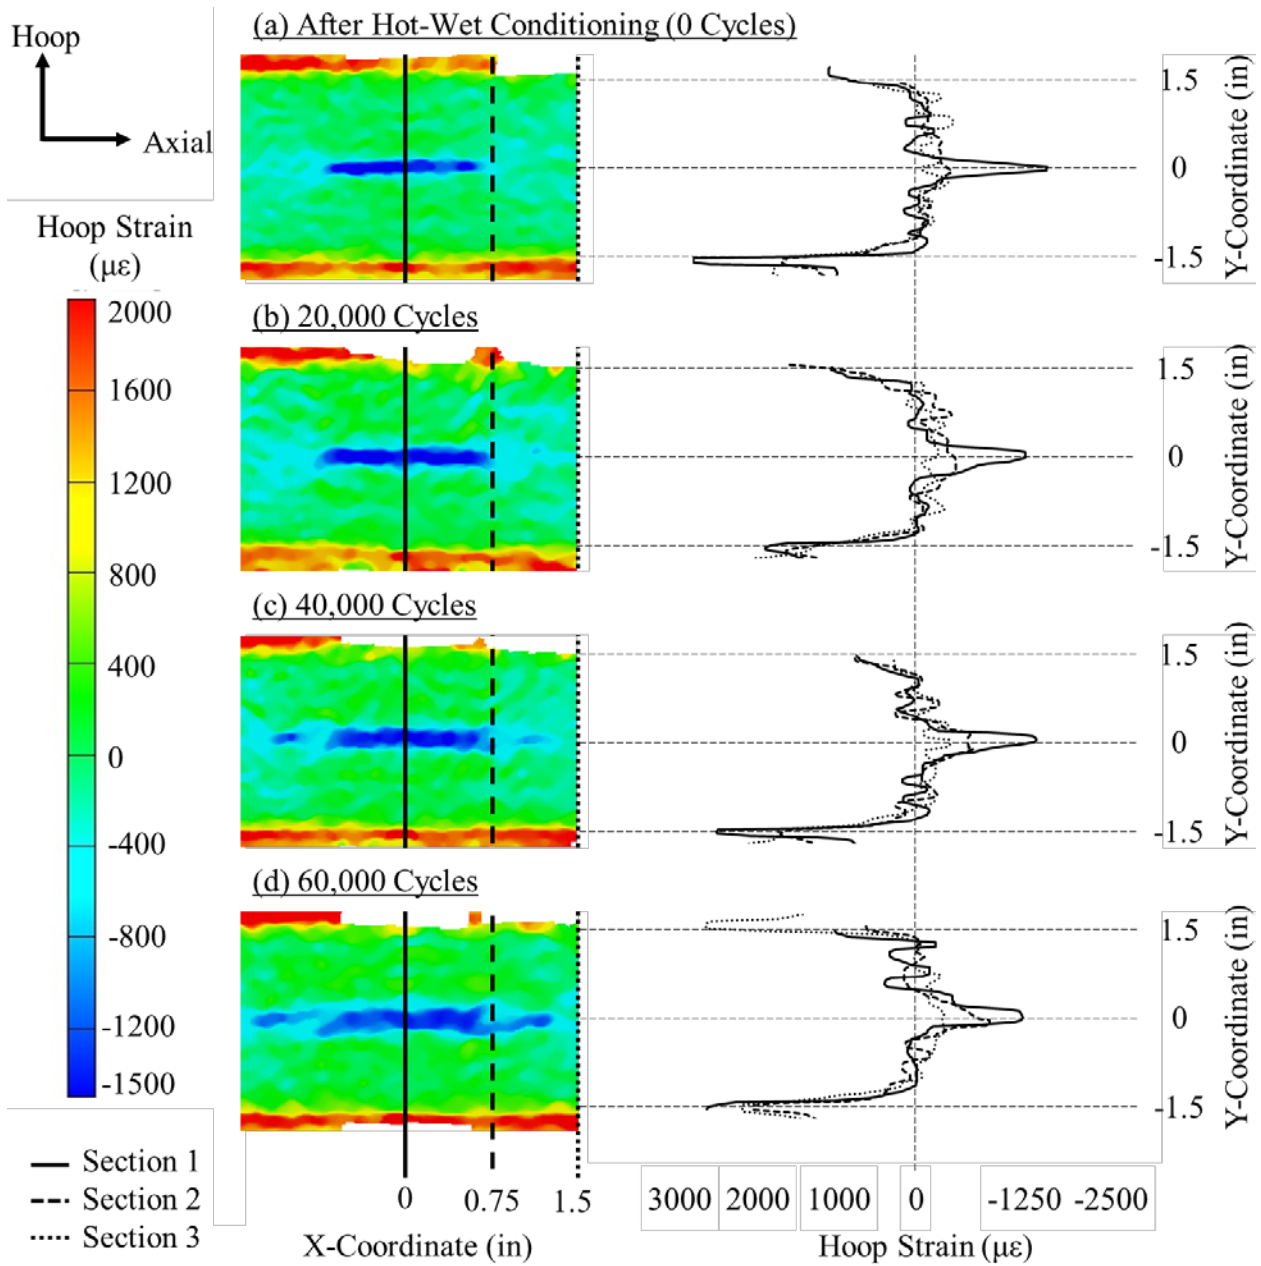 (a) After Hot-Wet Conditioning (0 Cycles)
Hoop
Axial
1.5
0
-1.5
Y-Coordinate (in)
Hoop Strain
(με)
2000
1600
1200
800
400
0
-400
-800
-1200
-1500
(b) 20,000 Cycles
1.5
0
-1.5
Y-Coordinate (in)
(c) 40,000 Cycles
1.5
0
-1.5
Y-Coordinate (in)
(d) 60,000 Cycles
1.5
0
-1.5
Y-Coordinate (in)
Section 1
Section 2
Section 3
0 0.75 1.5
X-Coordinate (in)
3000 2000 1000 0 -1250 -2500
Hoop Strain (με)